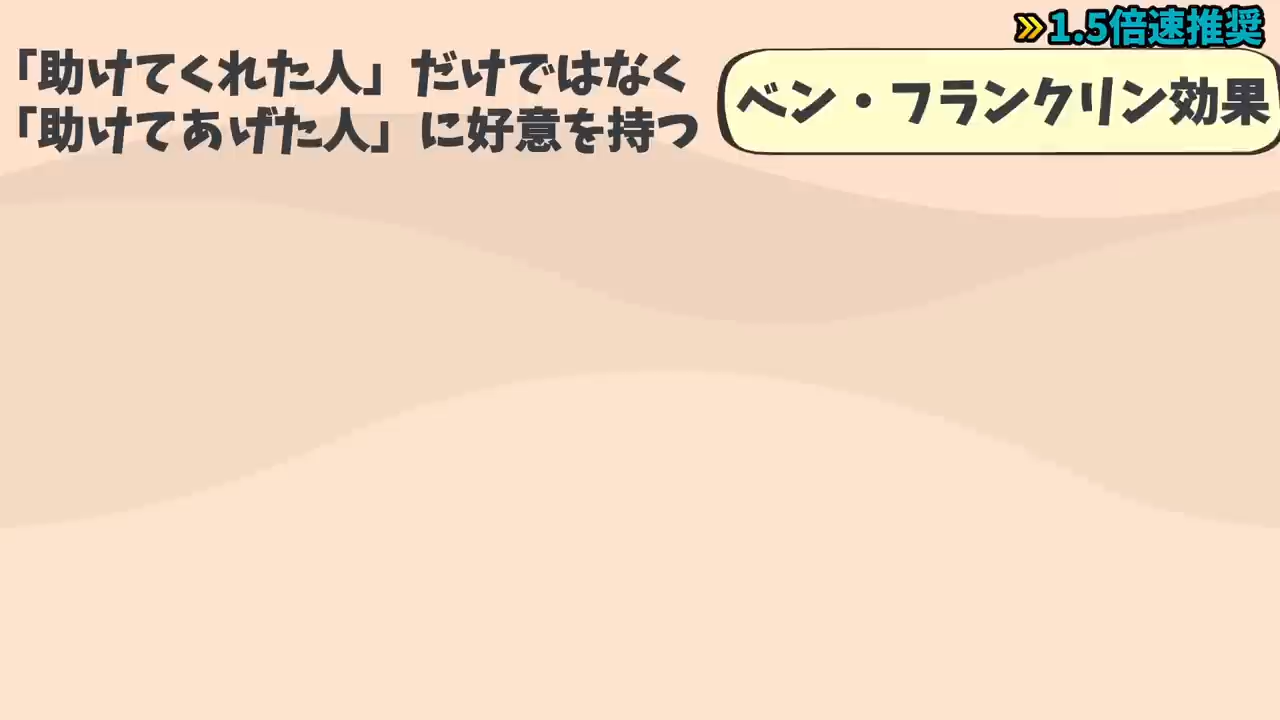 »1.5倍速推奨
「助けてくれた人」だけではなく
「助けてあげた人」に好意を持つ
ベン・フランクリン効果